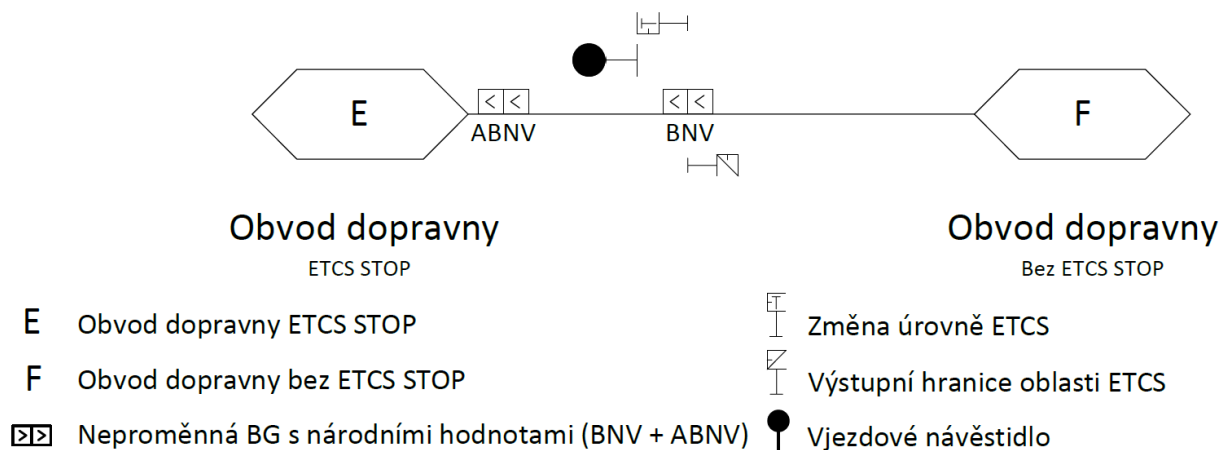 E
F
ABNV
BNV
Obvod dopravny
ETCS STOP
Obvod dopravny
Bez ETCS STOP
E Obvod dopravny ETCS STOP
Změna úrovně ETCS
F Obvod dopravny bez ETCS STOP
Výstupní hranice oblasti ETCS
Neproměnná BG s národními hodnotami (BNV + ABNV)
Vjezdové návěstidlo